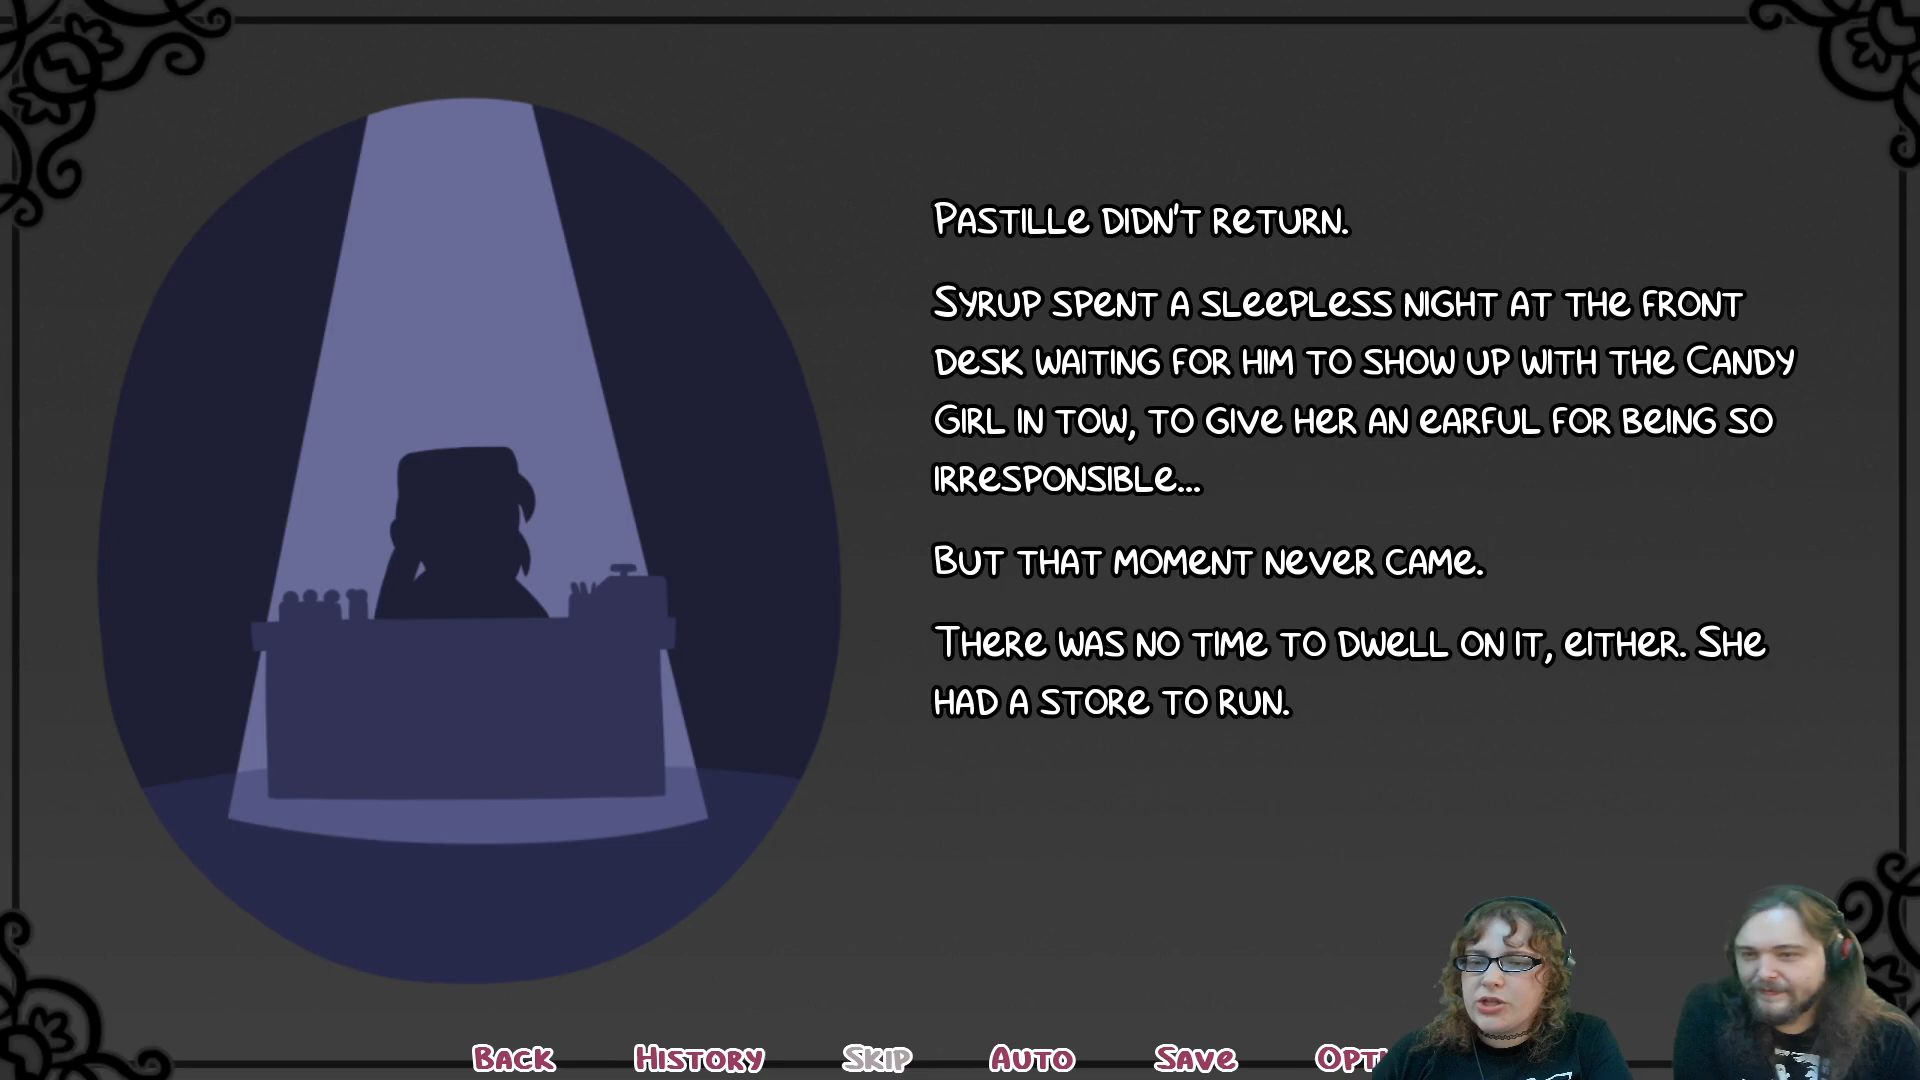 Pastille didn't return.
Syrup spent a sleepless night at the front
desk waiting for him to show up with the Candy
Girl in tow, to give her an earful for being so
irresponsible...
But that moment never came.
There was no time to dwell on it, either. She
had a store to run.
Back History Skip Auto Save Opti